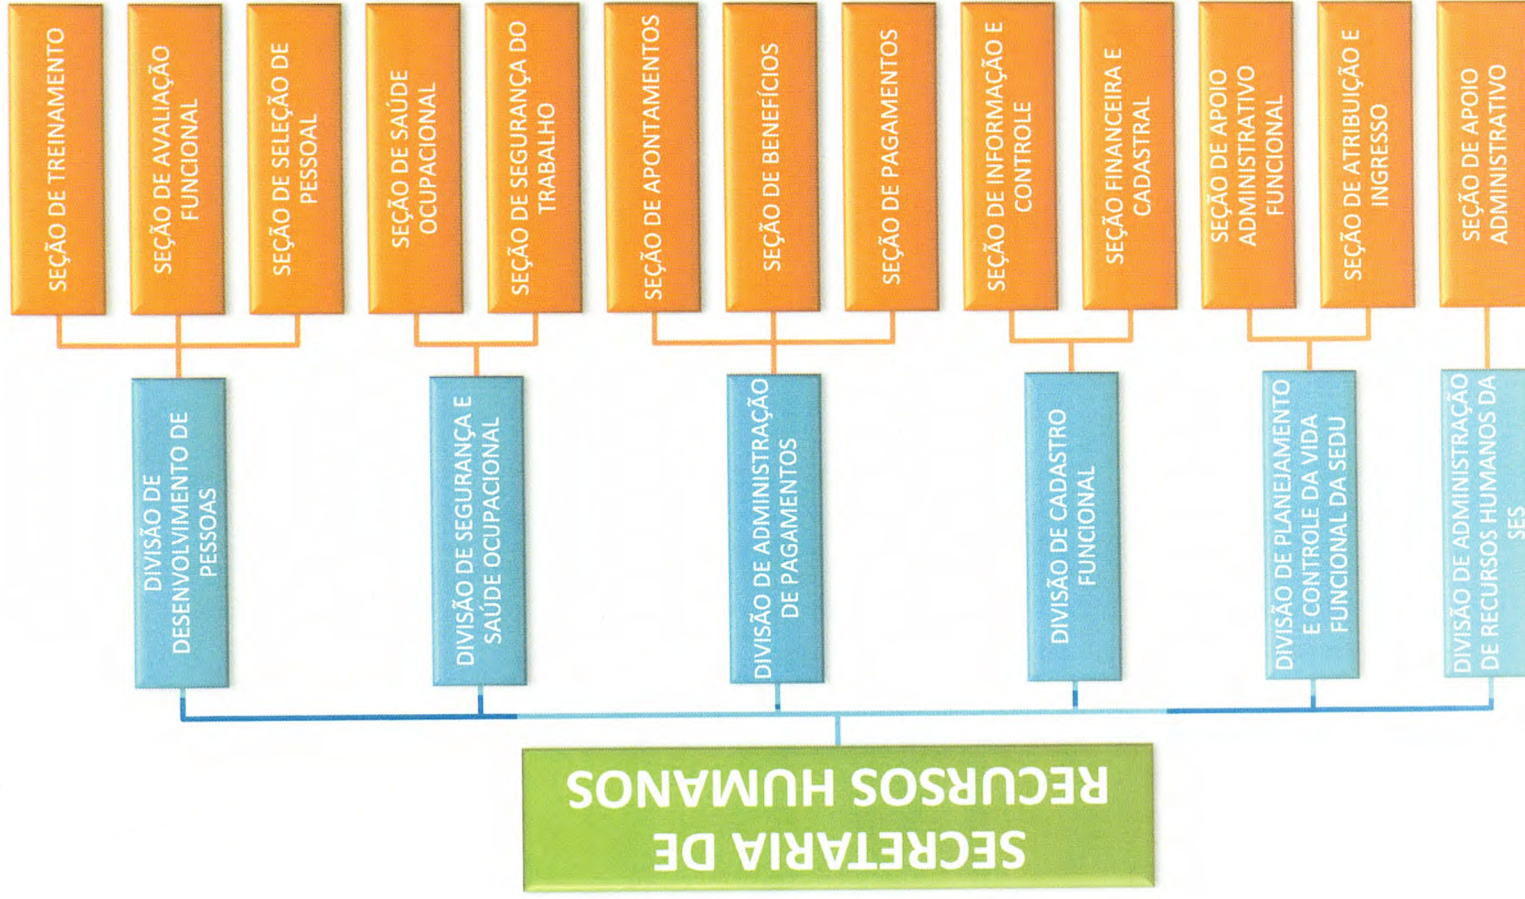 SECRETARIA DE
RECURSOS HUMANOS
DIVISÃO DE
DESENVOLVIMENTO DE
PESSOAS
SEÇÃO DE TREINAMENTO
SEÇÃO DE AVALIAÇÃO
FUNCIONAL
SEÇÃO DE SELEÇÃO DE
PESSOAL
DIVISÃO DE SEGURANÇA E
SAÚDE OCUPACIONAL
SEÇÃO DE SAÚDE
OCUPACIONAL
SEÇÃO DE SEGURANÇA DO
TRABALHO
DIVISÃO DE ADMINISTRAÇÃO
DE PAGAMENTOS
SEÇÃO DE APONTAMENTOS
SEÇÃO DE BENEFÍCIOS
SEÇÃO DE PAGAMENTOS
DIVISÃO DE CADASTRO
FUNCIONAL
SEÇÃO DE INFORMAÇÃO E
CONTROLE
SEÇÃO FINANCEIRA E
CADASTRAL
DIVISÃO DE PLANEJAMENTO
E CONTROLE DA VIDA
FUNCIONAL DA SEDU
SEÇÃO DE APOIO
ADMINISTRATIVO
FUNCIONAL
SEÇÃO DE ATRIBUIÇÃO E
INGRESSO
DIVISÃO DE ADMINISTRAÇÃO
DE RECURSOS HUMANOS DA
SES
SEÇÃO DE APOIO
ADMINISTRATIVO